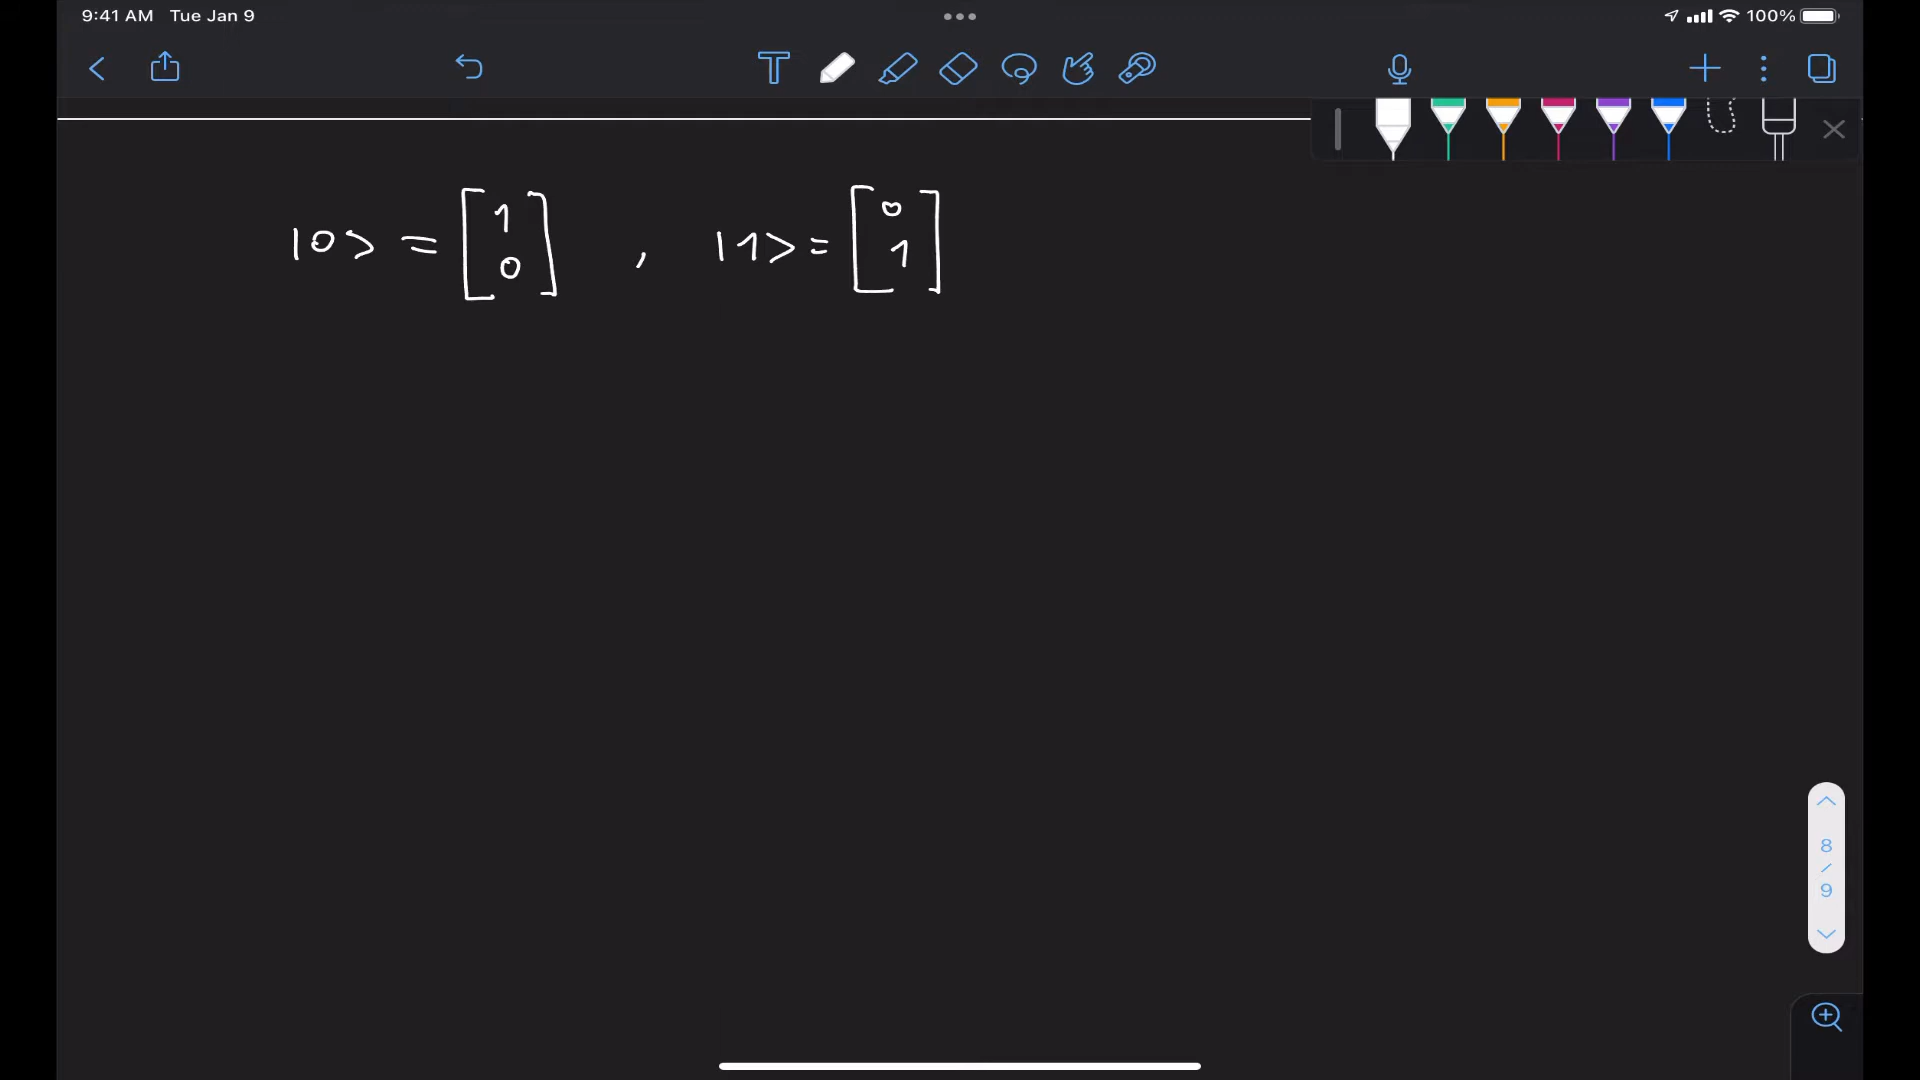 9:41 AM Tue Jan 9 100%
|0> = [1 0] , |1> = [0 1]
8
/
9